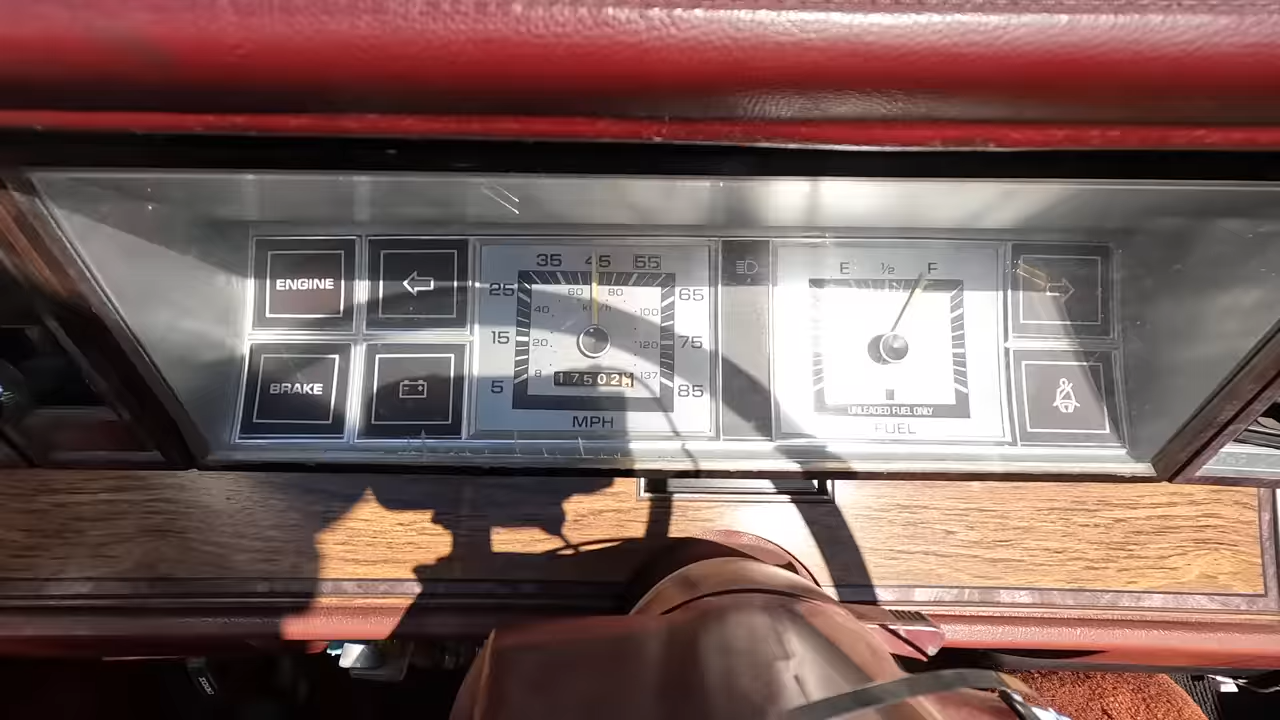 ENGINE
BRAKE
35 45 55
25 65
15 75
5 85
60 80
40 km/h 100
20 120
8 137
17502
MPH
E 1/2 F
UNLEADED FUEL ONLY
FUEL